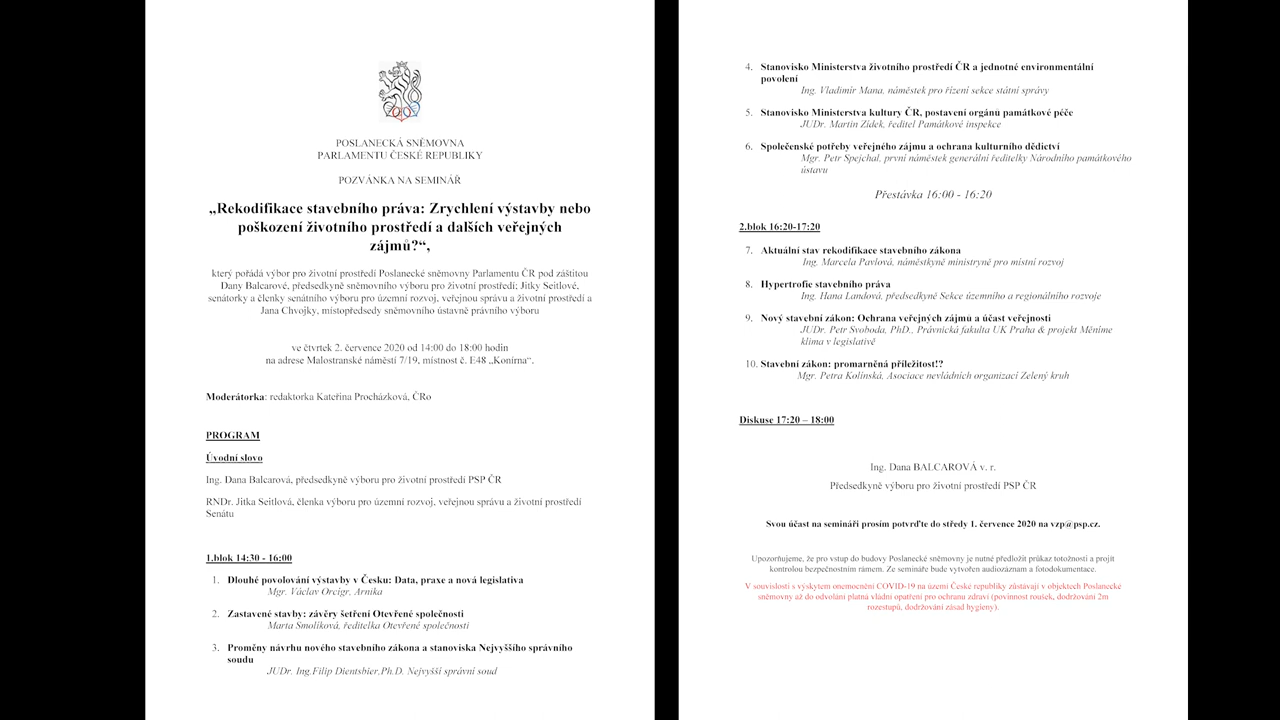 POSLANECKÁ SNĚMOVNA
PARLAMENTU ČESKÉ REPUBLIKY
POZVÁNKA NA SEMINÁŘ
„Rekodifikace stavebního práva: Zrychlení výstavby nebo
poškození životního prostředí a dalších veřejných
zájmů?“,
který pořádá výbor pro životní prostředí Poslanecké sněmovny Parlamentu ČR pod záštitou
Dany Balcarové, předsedkyně sněmovního výboru pro životní prostředí; Jitky Seitlové,
senátorky a členky senátního výboru pro územní rozvoj, veřejnou správu a životní prostředí a
Jana Chvojky, místopředsedy sněmovního ústavně právního výboru
ve čtvrtek 2. července 2020 od 14:00 do 18:00 hodin
na adrese Malostranské náměstí 7/19, místnost č. E48 „Konírna“.
Moderátorka: redaktorka Kateřina Procházková, ČRo
PROGRAM
Úvodní slovo
Ing. Dana Balcarová, předsedkyně výboru pro životní prostředí PSP ČR
RNDr. Jitka Seitlová, členka výboru pro územní rozvoj, veřejnou správu a životní prostředí
Senátu
1.blok 14:30 - 16:00
1. Dlouhé povolování výstavby v Česku: Data, praxe a nová legislativa
Mgr. Václav Orcigr, Arnika
2. Zastavené stavby: závěry šetření Otevřené společnosti
Marta Smolíková, ředitelka Otevřené společnosti
3. Proměny návrhu nového stavebního zákona a stanoviska Nejvyššího správního
soudu
JUDr. Ing.Filip Dientsbier,Ph.D. Nejvyšší správní soud
4. Stanovisko Ministerstva životního prostředí ČR a jednotné environmentální
povolení
Ing. Vladimír Mana, náměstek pro řízení sekce státní správy
5. Stanovisko Ministerstva kultury ČR, postavení orgánů památkové péče
JUDr. Martin Zídek, ředitel Památkové inspekce
6. Společenské potřeby veřejného zájmu a ochrana kulturního dědictví
Mgr. Petr Spejchal, první náměstek generální ředitelky Národního památkového
ústavu
Přestávka 16:00 - 16:20
2.blok 16:20-17:20
7. Aktuální stav rekodifikace stavebního zákona
Ing. Marcela Pavlová, náměstkyně ministryně pro místní rozvoj
8. Hypertrofie stavebního práva
Ing. Hana Landová, předsedkyně Sekce územního a regionálního rozvoje
9. Nový stavební zákon: Ochrana veřejných zájmů a účast veřejnosti
JUDr. Petr Svoboda, PhD., Právnická fakulta UK Praha & projekt Měníme
klima v legislativě
10. Stavební zákon: promarněná příležitost!?
Mgr. Petra Kolínská, Asociace nevládních organizací Zelený kruh
Diskuse 17:20 – 18:00
Ing. Dana BALCAROVÁ v. r.
Předsedkyně výboru pro životní prostředí PSP ČR
Svou účast na semináři prosím potvrďte do středy 1. července 2020 na vzp@psp.cz.
Upozorňujeme, že pro vstup do budovy Poslanecké sněmovny je nutné předložit průkaz totožnosti a projít
kontrolou bezpečnostním rámem. Ze semináře bude vytvořen audiozáznam a fotodokumentace.
V souvislosti s výskytem onemocnění COVID-19 na území České republiky zůstávají v objektech Poslanecké
sněmovny až do odvolání platná vládní opatření pro ochranu zdraví (povinnost roušek, dodržování 2m
rozestupů, dodržování zásad hygieny).